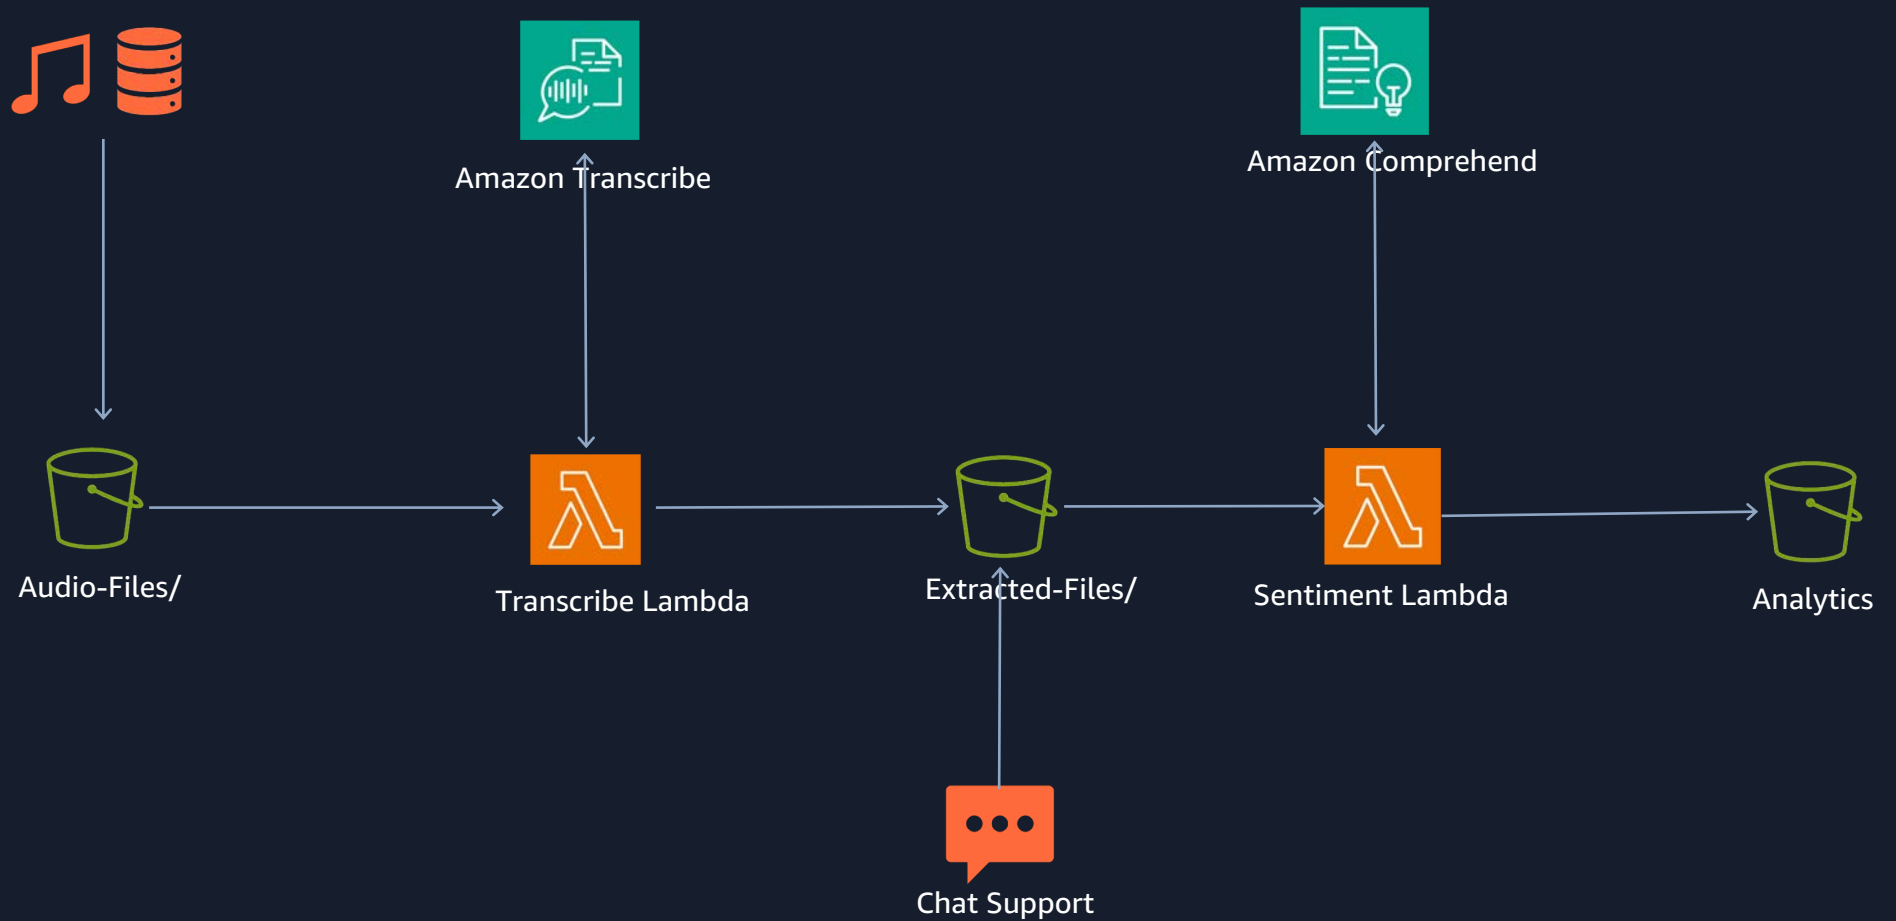 Amazon Transcribe
Amazon Comprehend
Audio-Files/
Transcribe Lambda
Extracted-Files/
Sentiment Lambda
Analytics
Chat Support